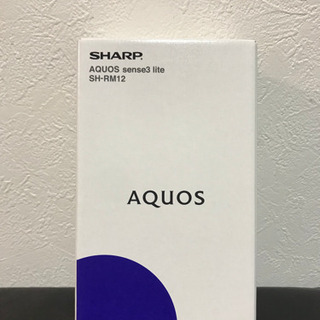 SHARP
AQUOS sense3 lite
SH-RM12
AQUOS